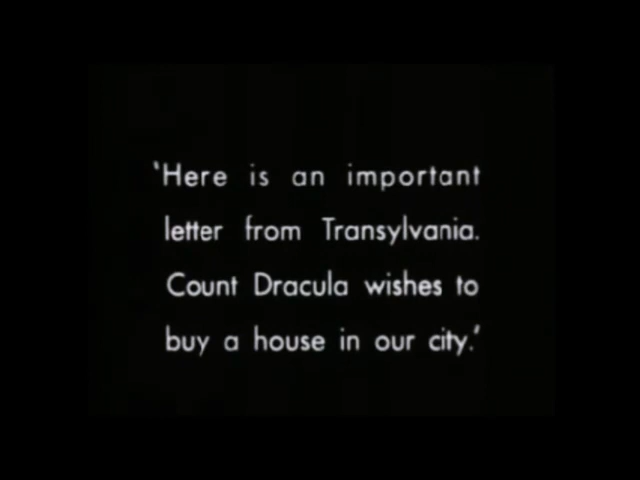 'Here is an important
letter from Transylvania.
Count Dracula wishes to
buy a house in our city.'